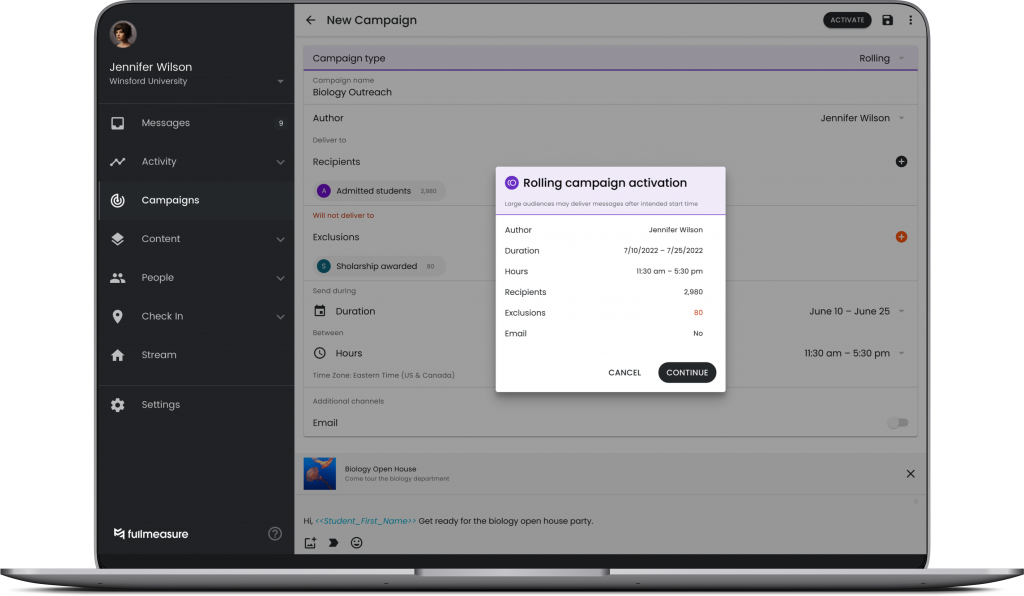 Jennifer Wilson
Winsford University
Messages 9
Activity
Campaigns
Content
People
Check In
Stream
Settings
fullmeasure
?
New Campaign
ACTIVATE
Campaign type Rolling
Campaign name
Biology Outreach
Author Jennifer Wilson
Deliver to
Recipients
A Admitted students 2,980
Will not deliver to
Exclusions
S Sholarship awarded 80
Send during
Duration June 10 – June 25
Between
Hours 11:30 am – 5:30 pm
Time Zone: Eastern Time (US & Canada)
Additional channels
Email
Biology Open House
Come tour the biology department
Hi, <<Student_First_Name>> Get ready for the biology open house party.
Rolling campaign activation
Large audiences may deliver messages after intended start time
Author Jennifer Wilson
Duration 7/10/2022 – 7/25/2022
Hours 11:30 am – 5:30 pm
Recipients 2,980
Exclusions 80
Email No
CANCEL CONTINUE